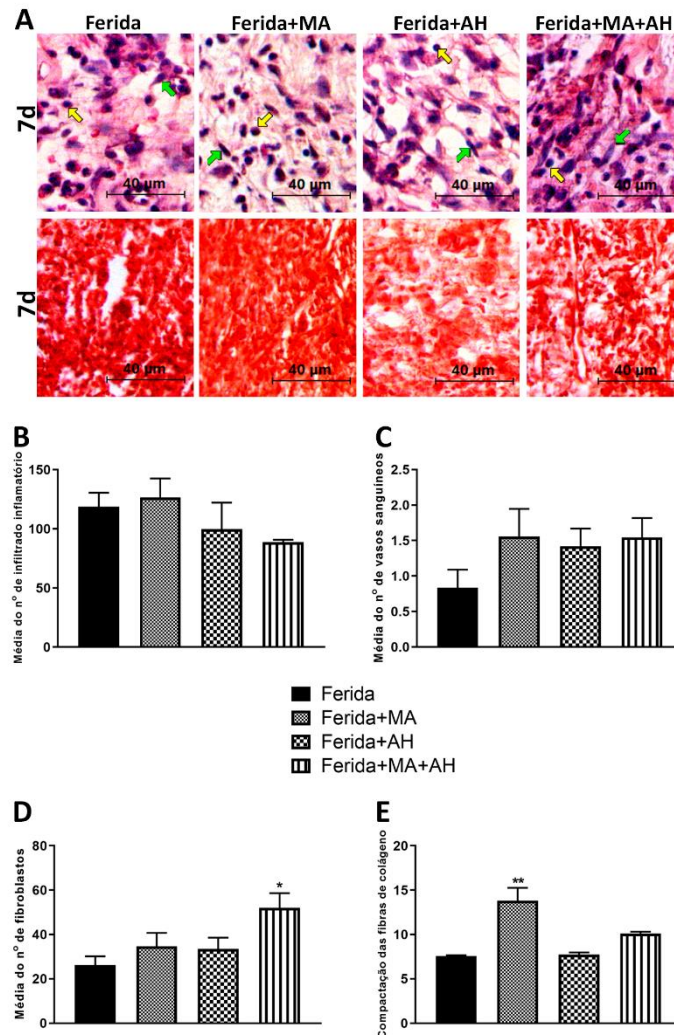 A
Ferida Ferida+MA Ferida+AH Ferida+MA+AH
7d
40 µm 40 µm 40 µm 40 µm
7d
40 µm 40 µm 40 µm 40 µm
B
Média do nº de infiltrado inflamatório
150
100
50
0
C
Média do nº de vasos sanguíneos
2.5
2.0
1.5
1.0
0.5
0.0
Ferida
Ferida+MA
Ferida+AH
Ferida+MA+AH
D
Média do nº de fibroblastos
80
60
40
20
0
*
E
Compactação das fibras de colágeno
20
15
10
5
0
**